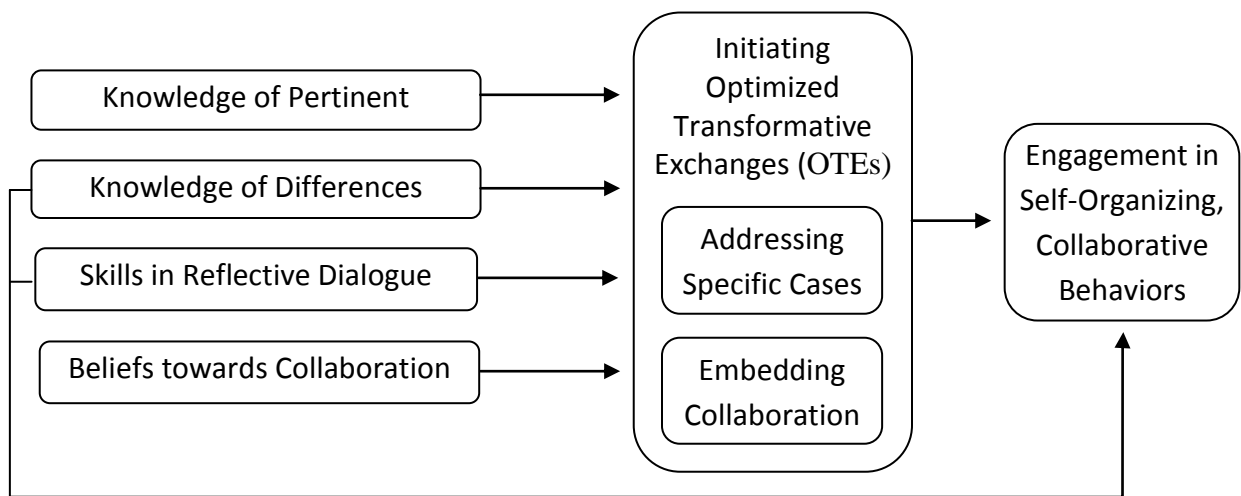 Knowledge of Pertinent
Knowledge of Differences
Skills in Reflective Dialogue
Beliefs towards Collaboration
Initiating
Optimized
Transformative
Exchanges (OTEs)
Addressing
Specific Cases
Embedding
Collaboration
Engagement in
Self-Organizing,
Collaborative
Behaviors